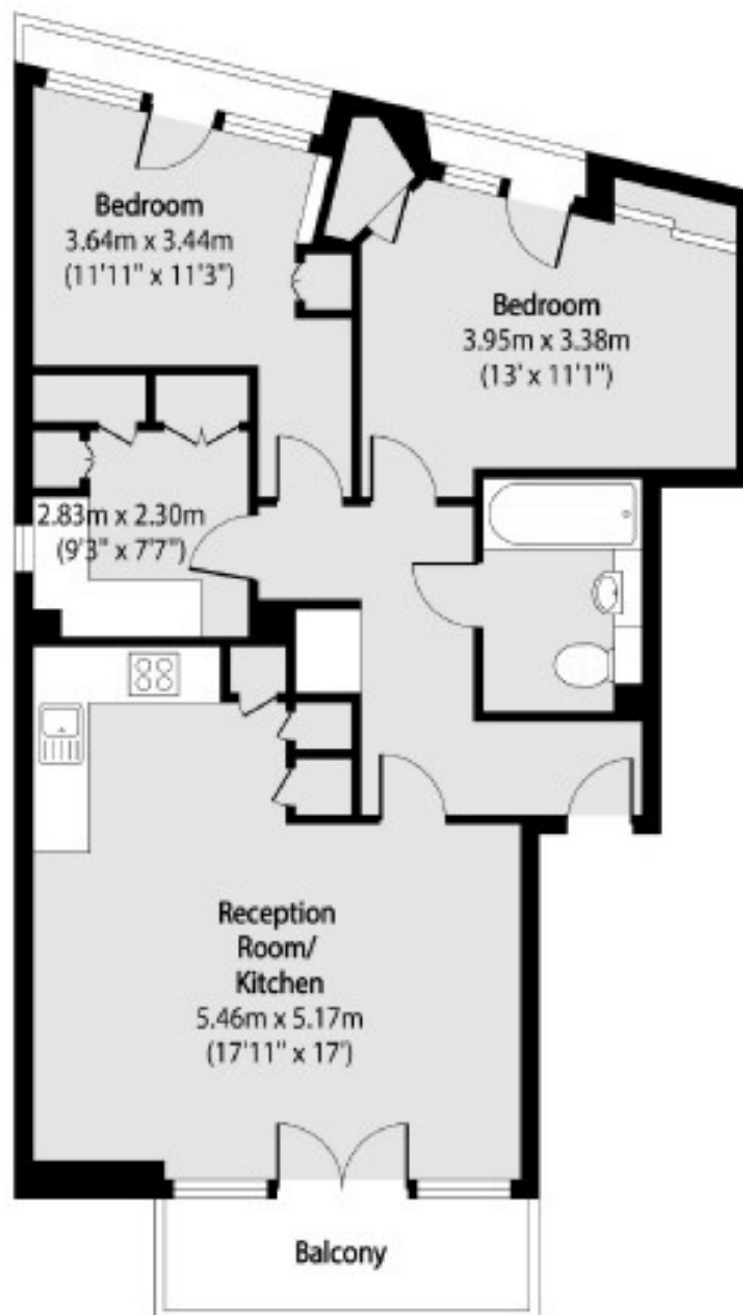 Bedroom
3.64m x 3.44m
(11'11" x 11'3")
Bedroom
3.95m x 3.38m
(13' x 11'1")
2.83m x 2.30m
(9'3" x 7'7")
Reception
Room/
Kitchen
5.46m x 5.17m
(17'11" x 17')
Balcony